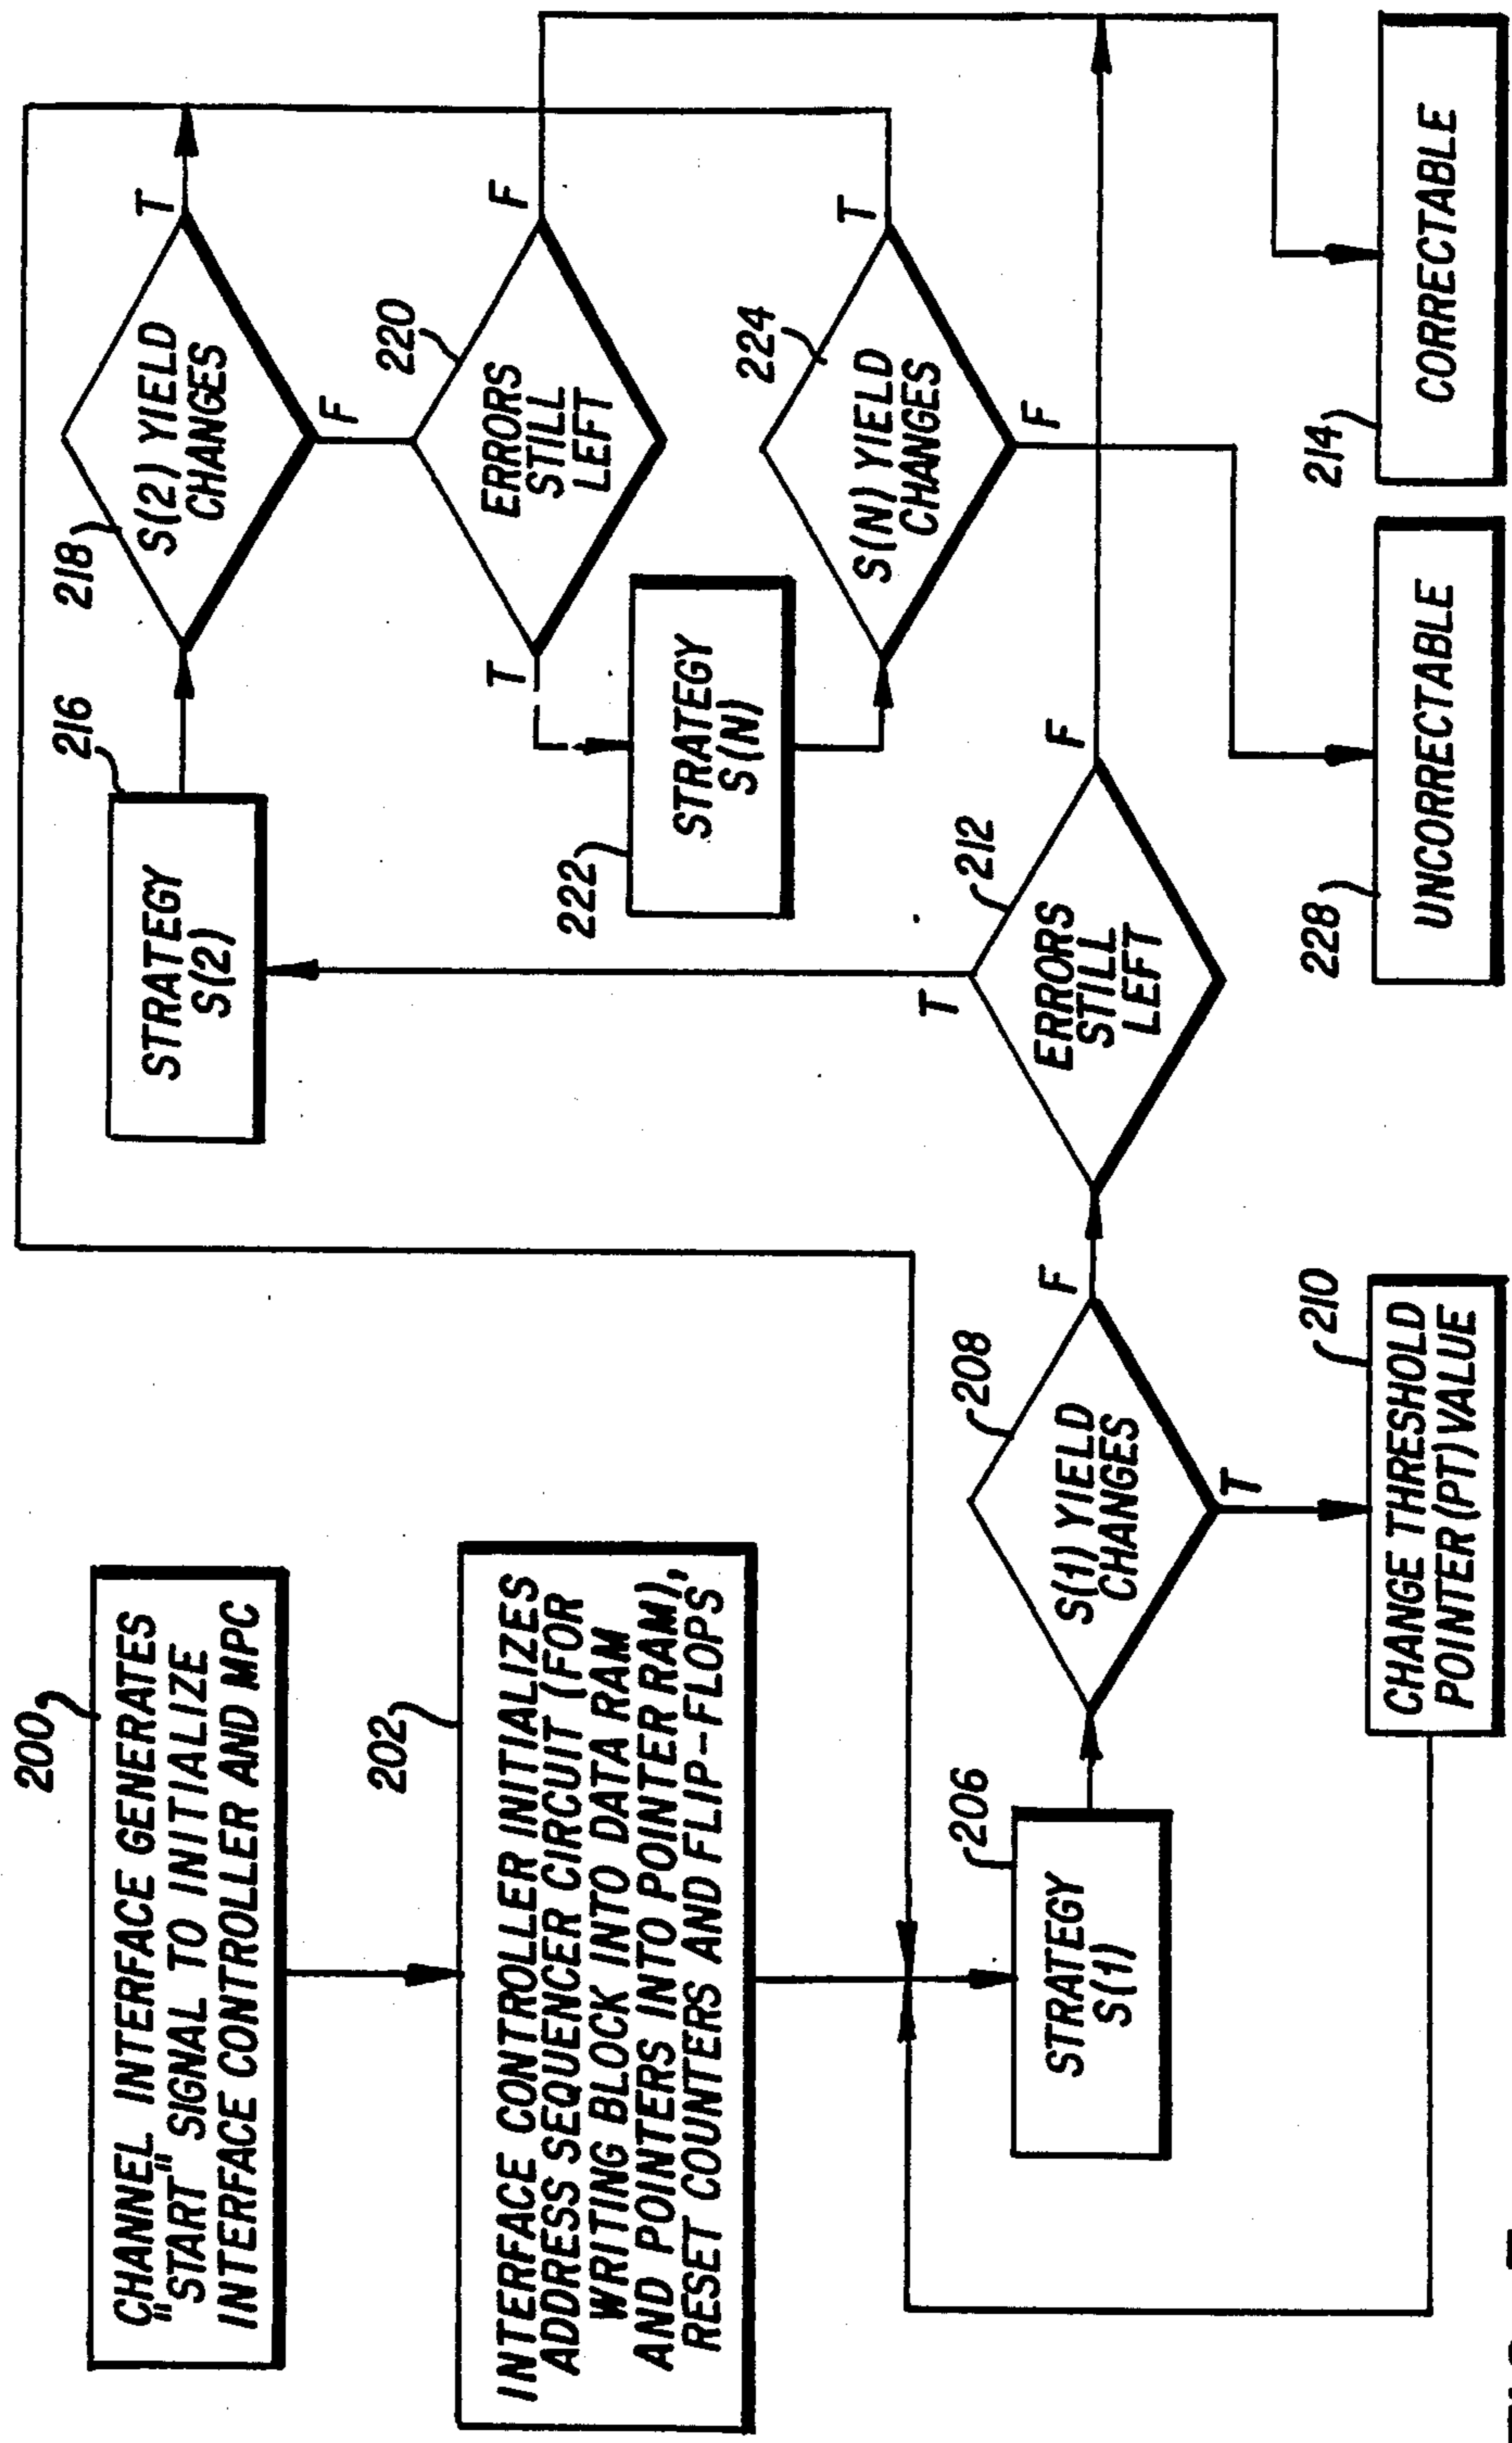 200
"CHANNEL INTERFACE GENERATES
"START" SIGNAL TO INITIALIZE
INTERFACE CONTROLLER AND MPC
202
INTERFACE CONTROLLER INITIALIZES
ADDRESS SEQUENCER CIRCUIT (FOR
WRITING BLOCK INTO DATA RAM
AND POINTERS INTO POINTER RAM),
RESET COUNTERS AND FLIP-FLOPS
206
STRATEGY
S(1)
208
S(1) YIELD
CHANGES
F
T
210
CHANGE THRESHOLD
POINTER (PT) VALUE
212
ERRORS
STILL
LEFT
T
F
216
STRATEGY
S(2)
218
S(2) YIELD
CHANGES
T
F
220
ERRORS
STILL
LEFT
T
F
222
STRATEGY
S(N)
224
S(N) YIELD
CHANGES
T
F
228
UNCORRECTABLE
214
CORRECTABLE